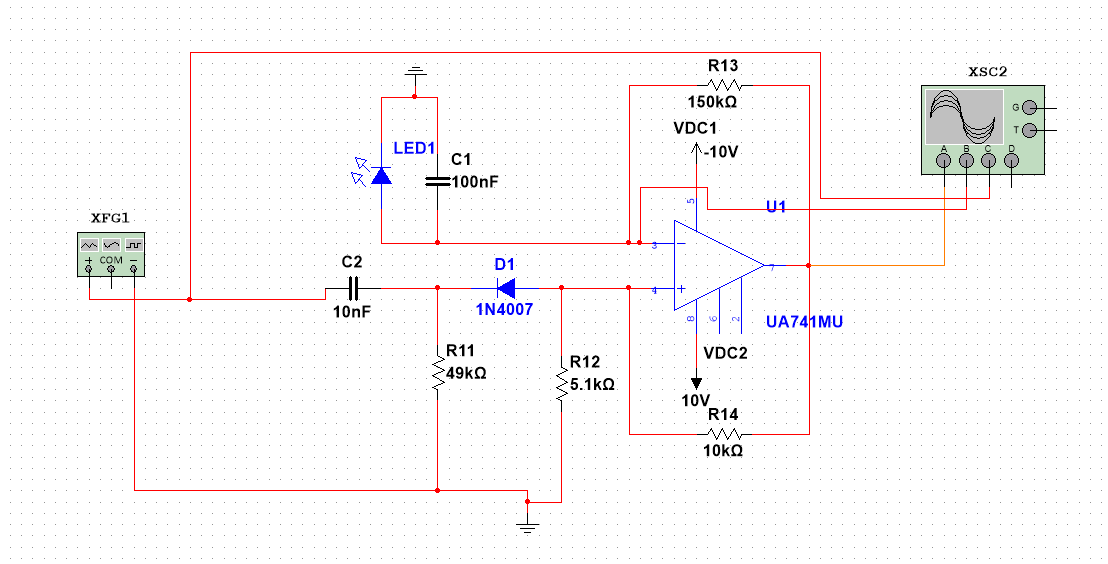 R13
XSC2
150kΩ
G
VDC1
T
-10V
A B C D
LED1
C1
100nF
5
U1
XFG1
3
+ COM −
C2
D1
7
4
10nF
1N4007
8 6 2
UA741MU
R11
49kΩ
VDC2
R12
5.1kΩ
10V
R14
10kΩ